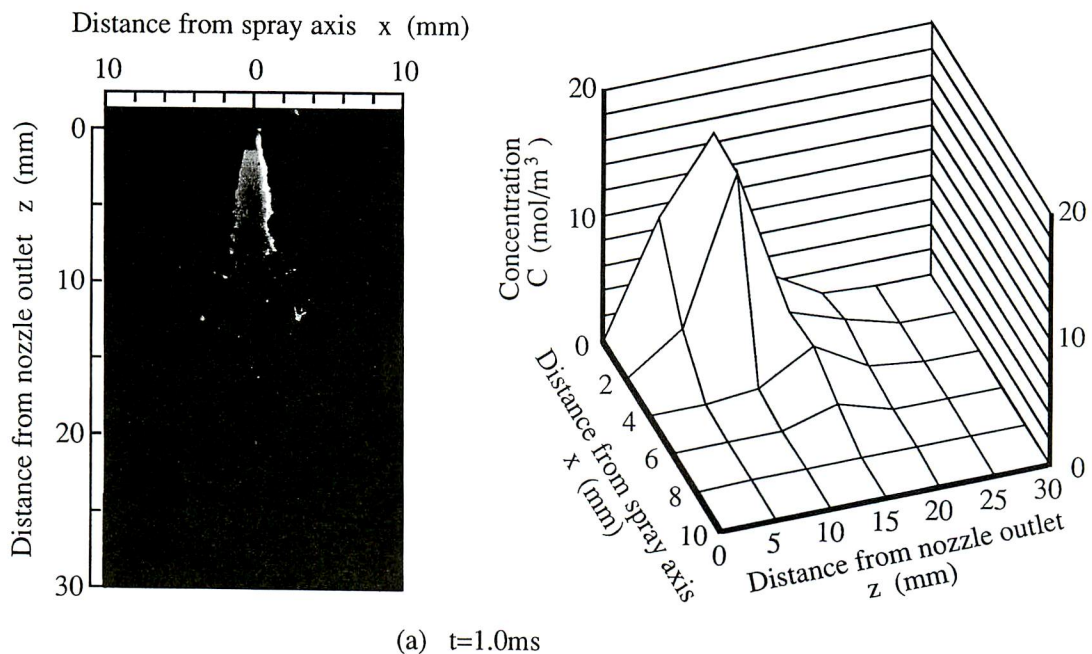 Distance from spray axis x (mm)
10 0 10
Distance from nozzle outlet z (mm)
0
10
20
30
Concentration
C (mol/m³)
20
10
0
20
10
0
Distance from spray axis
x (mm)
0
2
4
6
8
10
0 5 10 15 20 25 30
Distance from nozzle outlet
z (mm)
(a) t=1.0ms